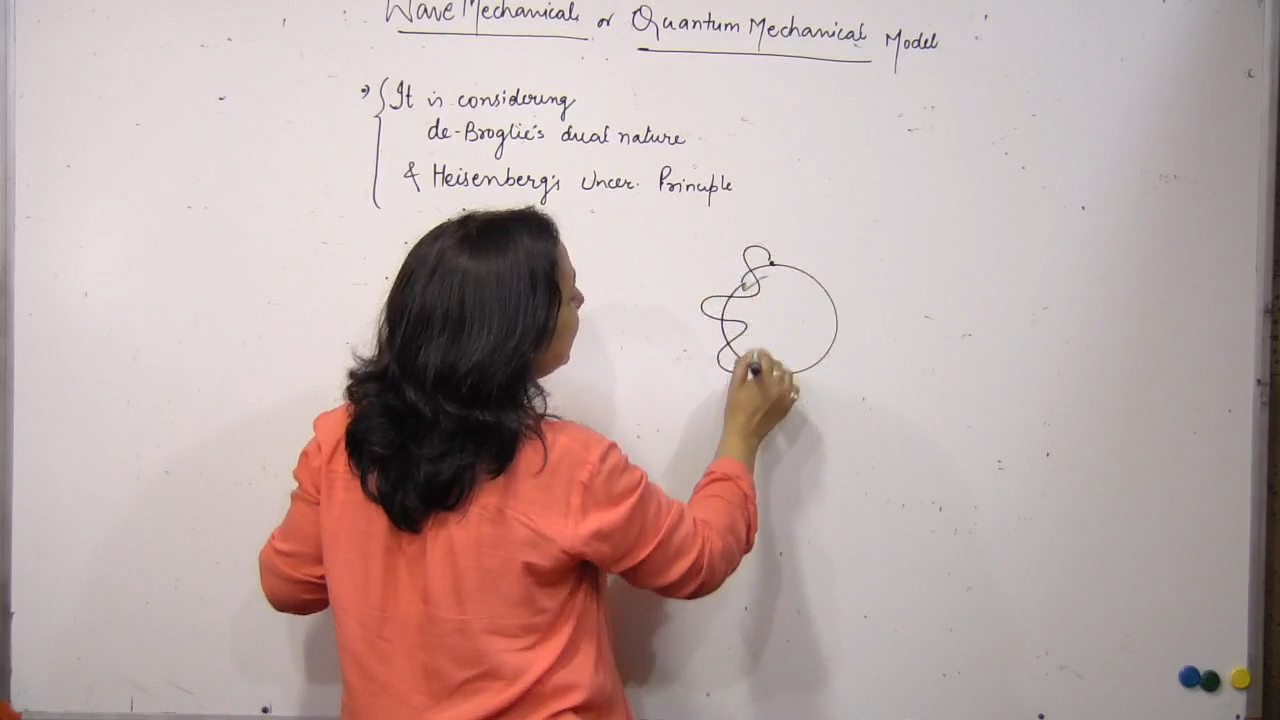 Wave Mechanical or Quantum Mechanical Model
It is considering
de-Broglie's dual nature
& Heisenberg's Uncer. Principle